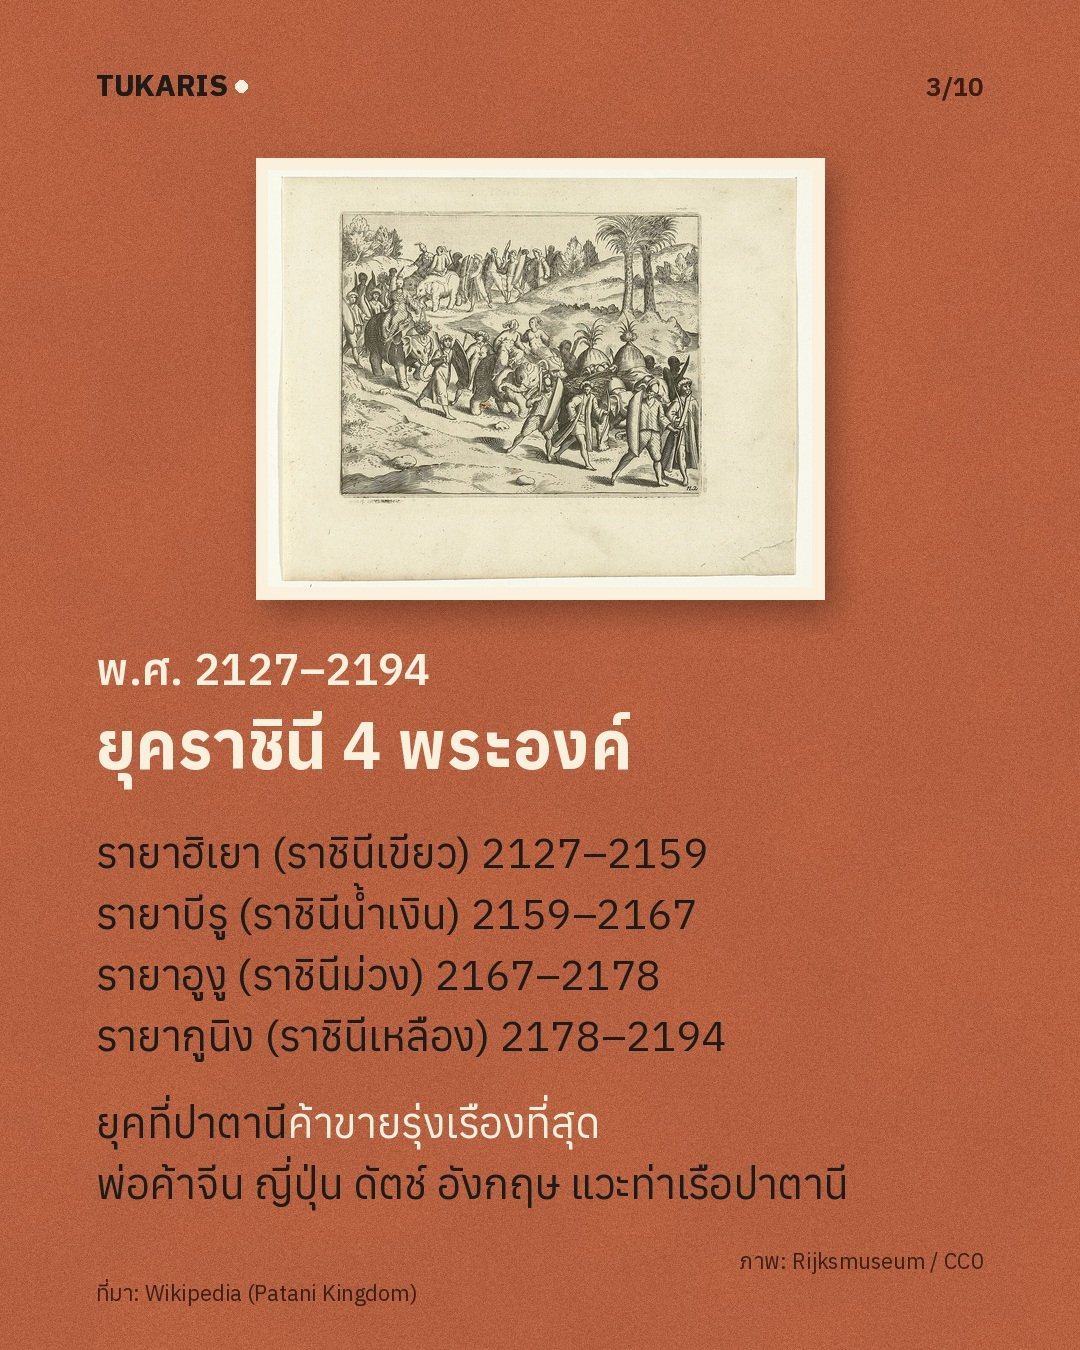 TUKARIS
3/10
พ.ศ. 2127–2194
ยุคราชินี 4 พระองค์
รายาฮิเยา (ราชินีเขียว) 2127–2159
รายาบีรู (ราชินีน้ำเงิน) 2159–2167
รายาอูงู (ราชินีม่วง) 2167–2178
รายากูนิง (ราชินีเหลือง) 2178–2194
ยุคที่ปาตานีค้าขายรุ่งเรืองที่สุด
พ่อค้าจีน ญี่ปุ่น ดัตช์ อังกฤษ แวะท่าเรือปาตานี
ภาพ: Rijksmuseum / CC0
ที่มา: Wikipedia (Patani Kingdom)